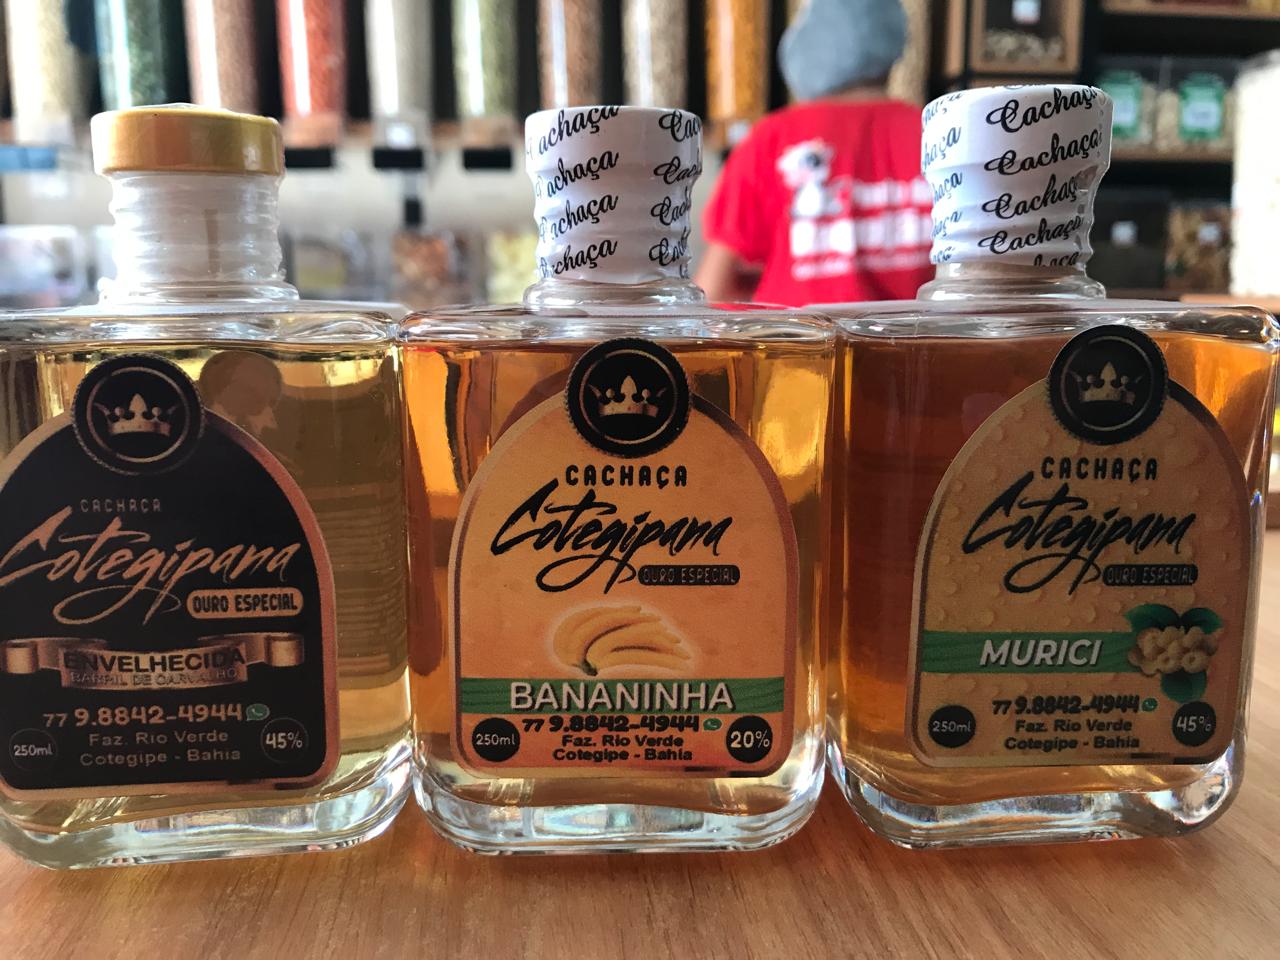 CACHAÇA
Cotegipana
OURO ESPECIAL
ENVELHECIDA
BARRIL DE CARVALHO
77 9.8842-4944
Faz. Rio Verde
Cotegipe - Bahia
250ml
45%
Cachaça
Cachaça
Cachaça
Cachaça
CACHAÇA
Cotegipana
OURO ESPECIAL
BANANINHA
77 9.8842-4944
Faz. Rio Verde
Cotegipe - Bahia
250ml
20%
Cachaça
Cachaça
Cachaça
Cachaça
CACHAÇA
Cotegipana
OURO ESPECIAL
MURICI
77 9.8842-4944
Faz. Rio Verde
Cotegipe - Bahia
250ml
45%